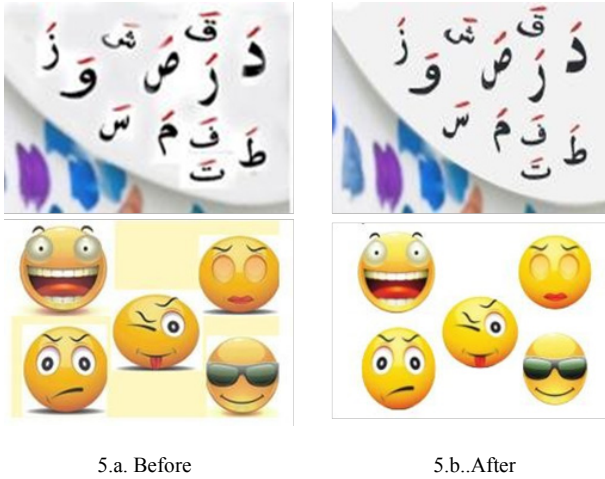 قَ شَ زَ
دَ رَ صَ وَ
طَ فَ مَ سَ
تَ
قَ شَ زَ
دَ رَ صَ وَ
طَ فَ مَ سَ
تَ
5.a. Before
5.b..After